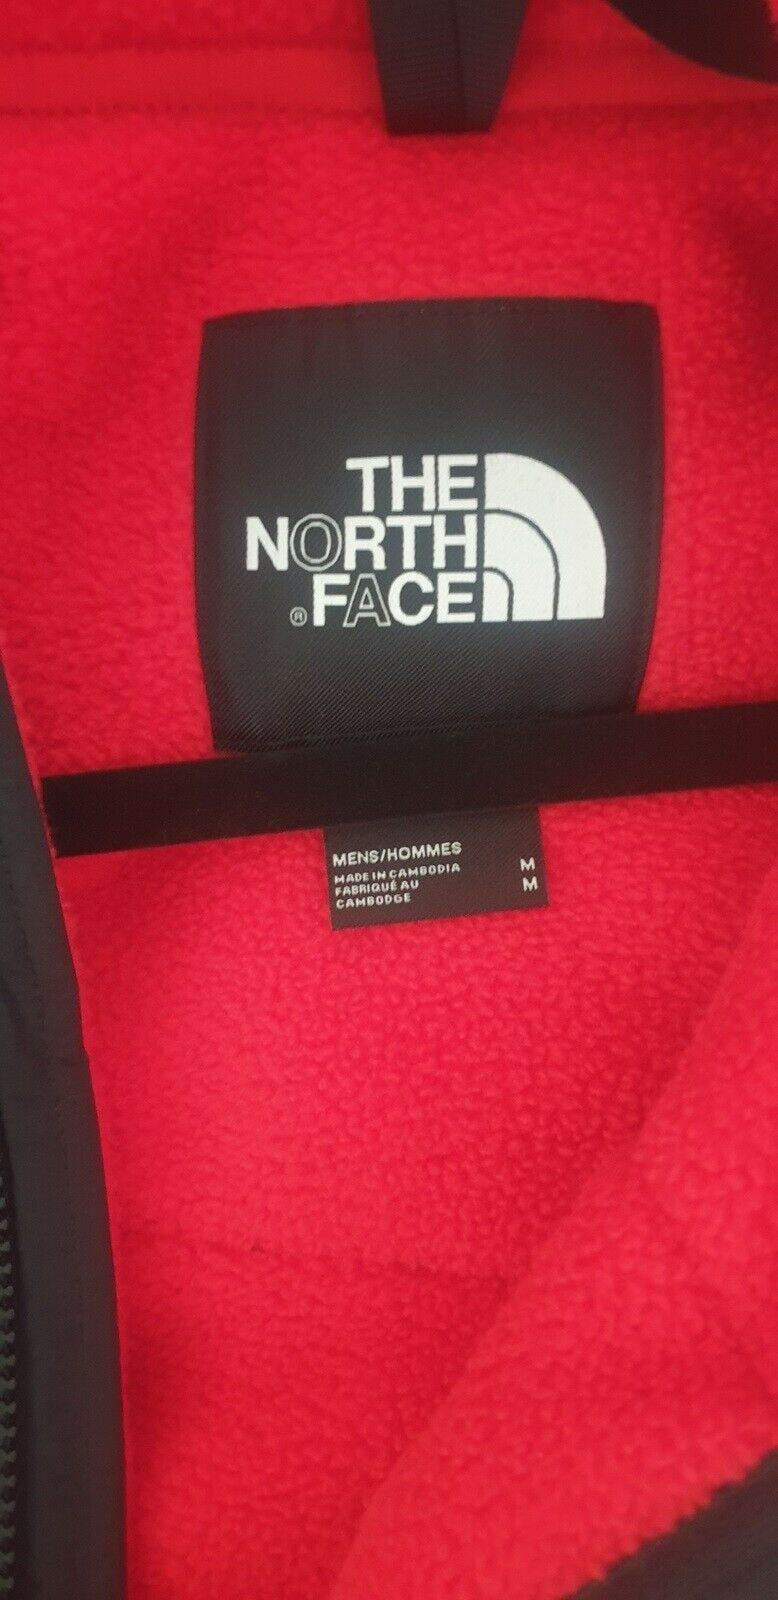 THE
NORTH
® FACE
MENS/HOMMES
MADE IN CAMBODIA M
FABRIQUÉ AU M
CAMBODGE